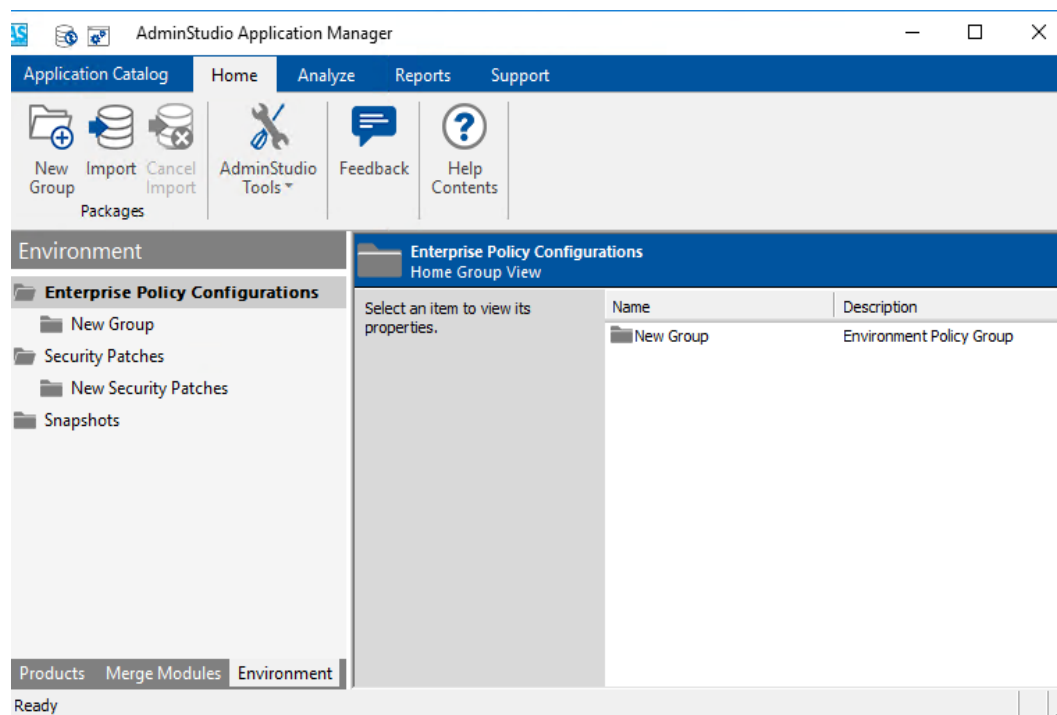 AS
AdminStudio Application Manager
Application Catalog Home Analyze Reports Support
New Group
Import
Cancel Import
Packages
AdminStudio Tools
Feedback
Help Contents
Environment
Enterprise Policy Configurations
New Group
Security Patches
New Security Patches
Snapshots
Products Merge Modules Environment
Enterprise Policy Configurations
Home Group View
Select an item to view its
properties.
Name Description
New Group Environment Policy Group
Ready